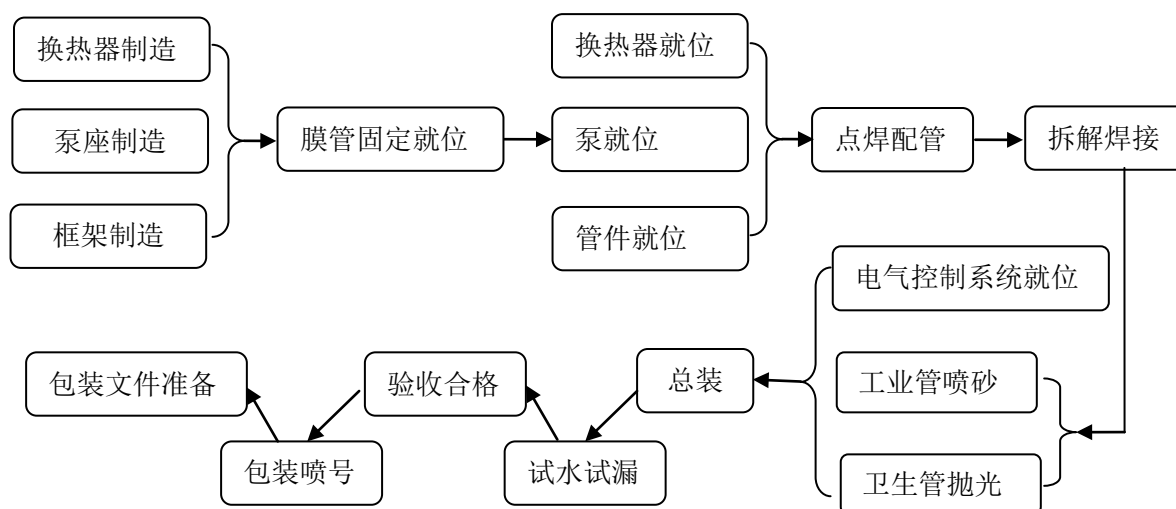 换热器制造
泵座制造
框架制造
膜管固定就位
换热器就位
泵就位
管件就位
点焊配管
拆解焊接
电气控制系统就位
工业管喷砂
卫生管抛光
总装
试水试漏
验收合格
包装喷号
包装文件准备